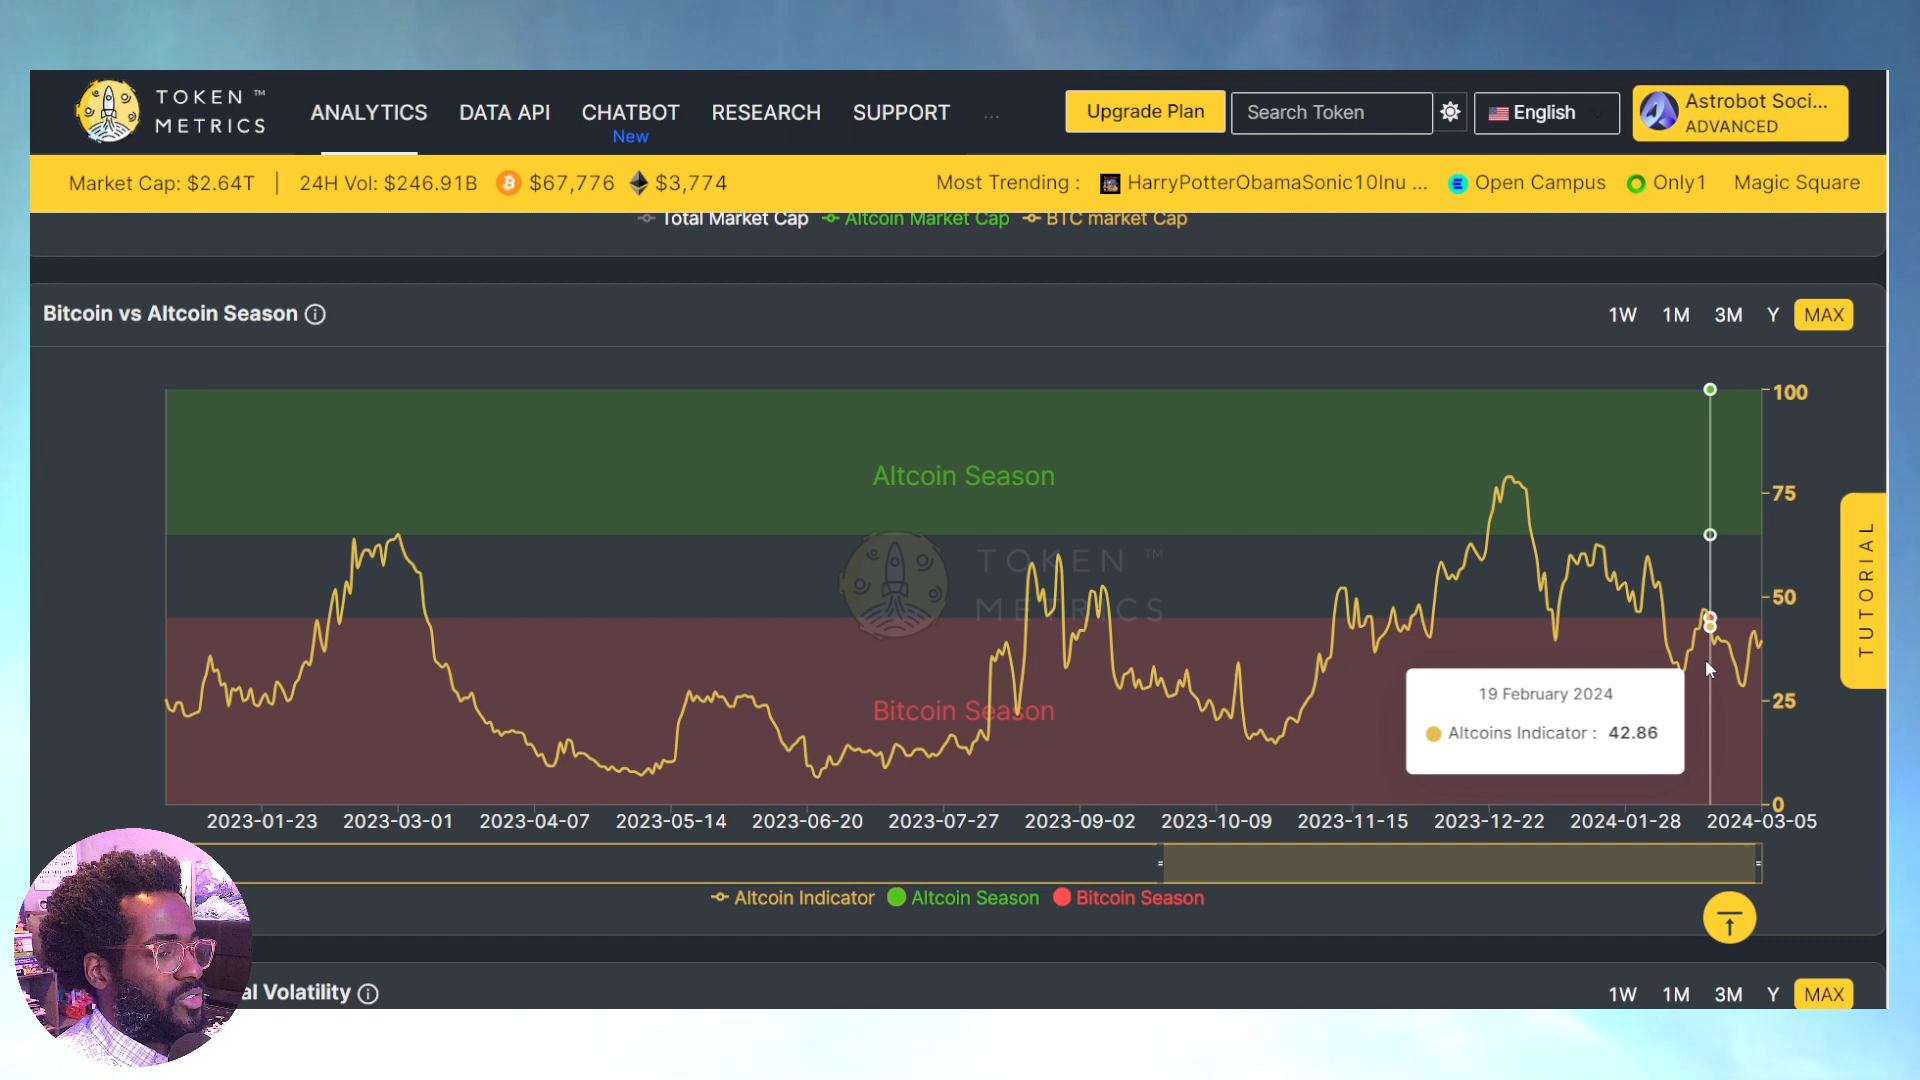 TOKEN ™
METRICS
ANALYTICS DATA API CHATBOT RESEARCH SUPPORT ...
New
Upgrade Plan
Search Token
English
Astrobot Soci...
ADVANCED
Market Cap: $2.64T | 24H Vol: $246.91B $67,776 $3,774
Most Trending : HarryPotterObamaSonic10Inu ... Open Campus Only1 Magic Square
Total Market Cap Altcoin Market Cap BTC market Cap
Bitcoin vs Altcoin Season
1W 1M 3M Y MAX
100
Altcoin Season
75
TOKEN ™
METRICS
50
TUTORIAL
Bitcoin Season
25
19 February 2024
Altcoins Indicator : 42.86
0
2023-01-23 2023-03-01 2023-04-07 2023-05-14 2023-06-20 2023-07-27 2023-09-02 2023-10-09 2023-11-15 2023-12-22 2024-01-28 2024-03-05
Altcoin Indicator Altcoin Season Bitcoin Season
al Volatility
1W 1M 3M Y MAX